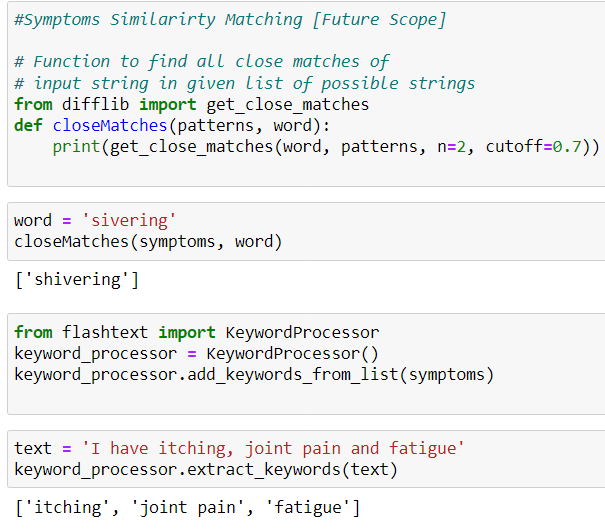 #Symptoms Similarirty Matching [Future Scope]
# Function to find all close matches of
# input string in given list of possible strings
from difflib import get_close_matches
def closeMatches(patterns, word):
    print(get_close_matches(word, patterns, n=2, cutoff=0.7))
word = 'sivering'
closeMatches(symptoms, word)
['shivering']
from flashtext import KeywordProcessor
keyword_processor = KeywordProcessor()
keyword_processor.add_keywords_from_list(symptoms)
text = 'I have itching, joint pain and fatigue'
keyword_processor.extract_keywords(text)
['itching', 'joint pain', 'fatigue']